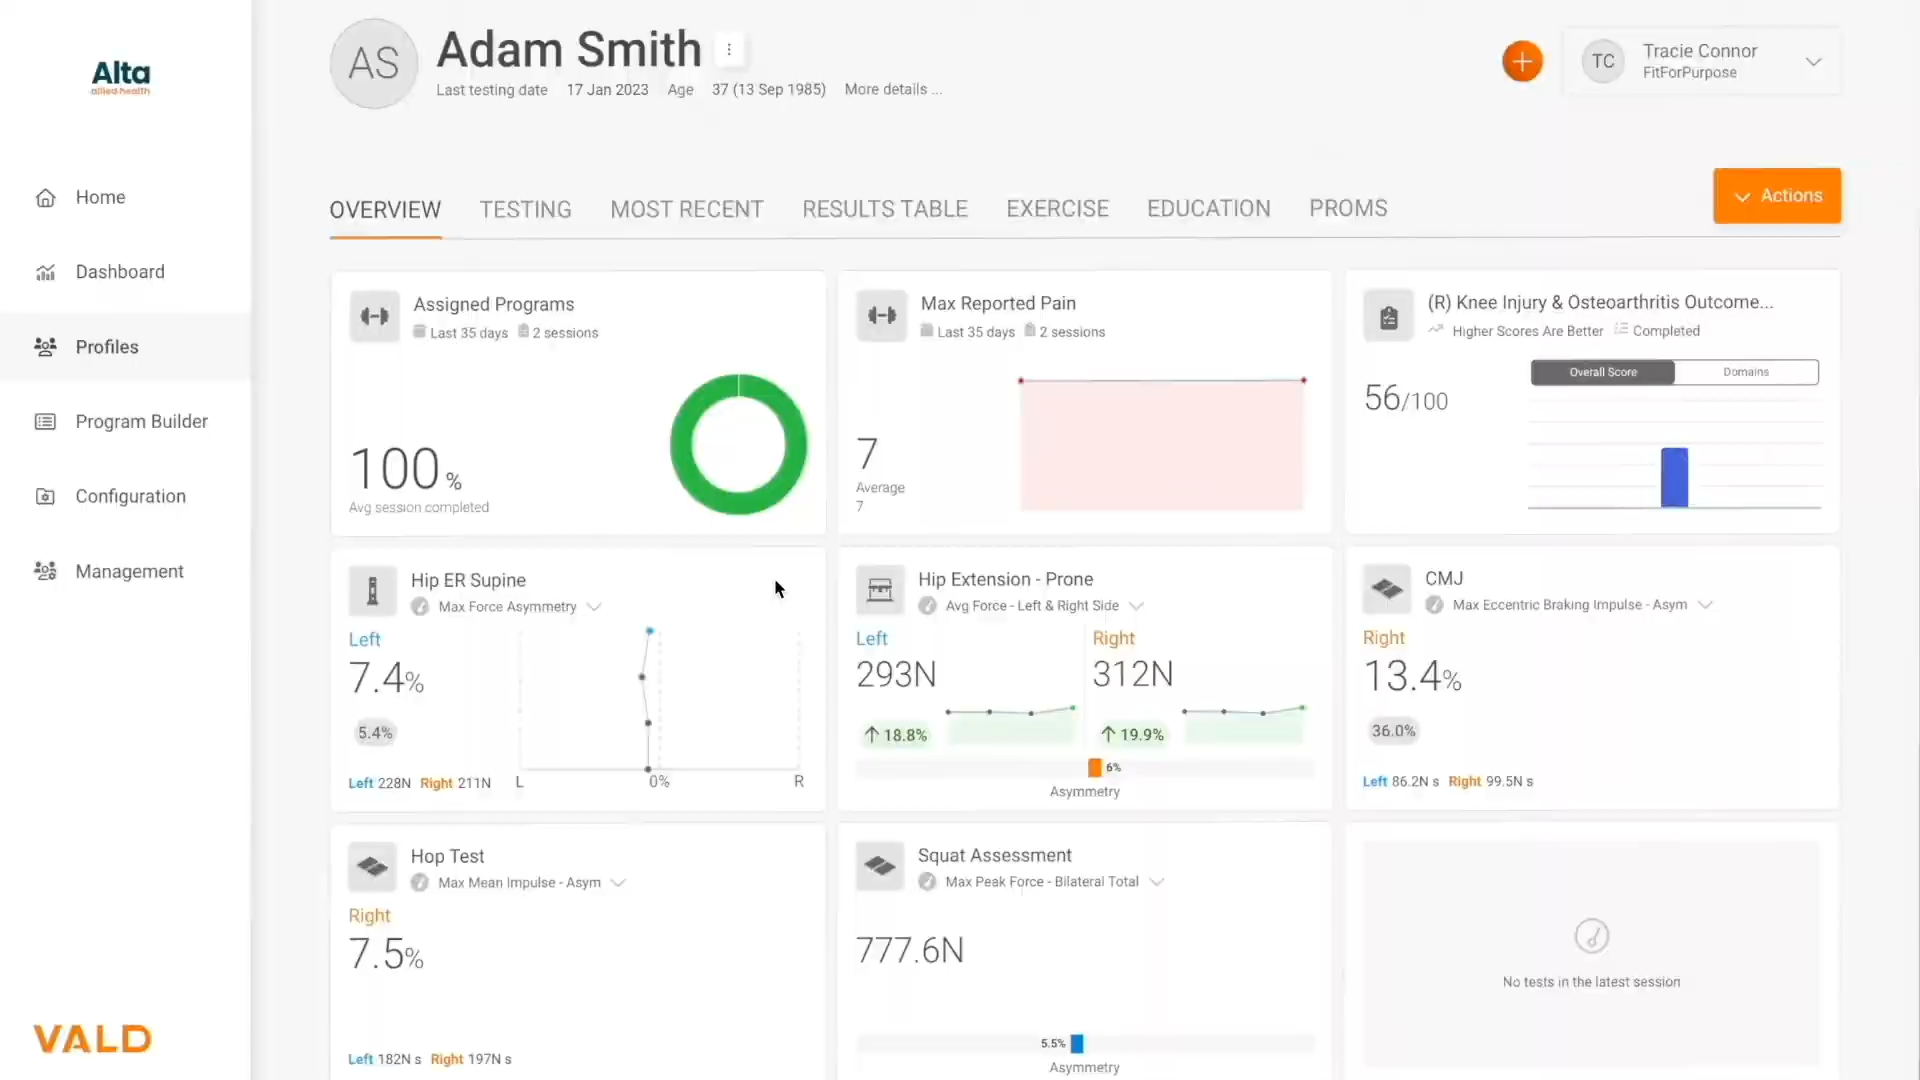 Alta
allied health
Home
Dashboard
Profiles
Program Builder
Configuration
Management
VALD
AS
Adam Smith
Last testing date 17 Jan 2023 Age 37 (13 Sep 1985) More details ...
TC
Tracie Connor
FitForPurpose
OVERVIEW TESTING MOST RECENT RESULTS TABLE EXERCISE EDUCATION PROMS
Actions
Assigned Programs
Last 35 days 2 sessions
100%
Avg session completed
Max Reported Pain
Last 35 days 2 sessions
7
Average
7
(R) Knee Injury & Osteoarthritis Outcome...
Higher Scores Are Better Completed
Overall Score Domains
56/100
Hip ER Supine
Max Force Asymmetry
Left
7.4%
5.4%
Left 228N Right 211N
L 0% R
Hip Extension - Prone
Avg Force - Left & Right Side
Left Right
293N 312N
↑ 18.8% ↑ 19.9%
6%
Asymmetry
CMJ
Max Eccentric Braking Impulse - Asym
Right
13.4%
36.0%
Left 86.2N s Right 99.5N s
Hop Test
Max Mean Impulse - Asym
Right
7.5%
Left 182N s Right 197N s
Squat Assessment
Max Peak Force - Bilateral Total
777.6N
5.5%
Asymmetry
No tests in the latest session